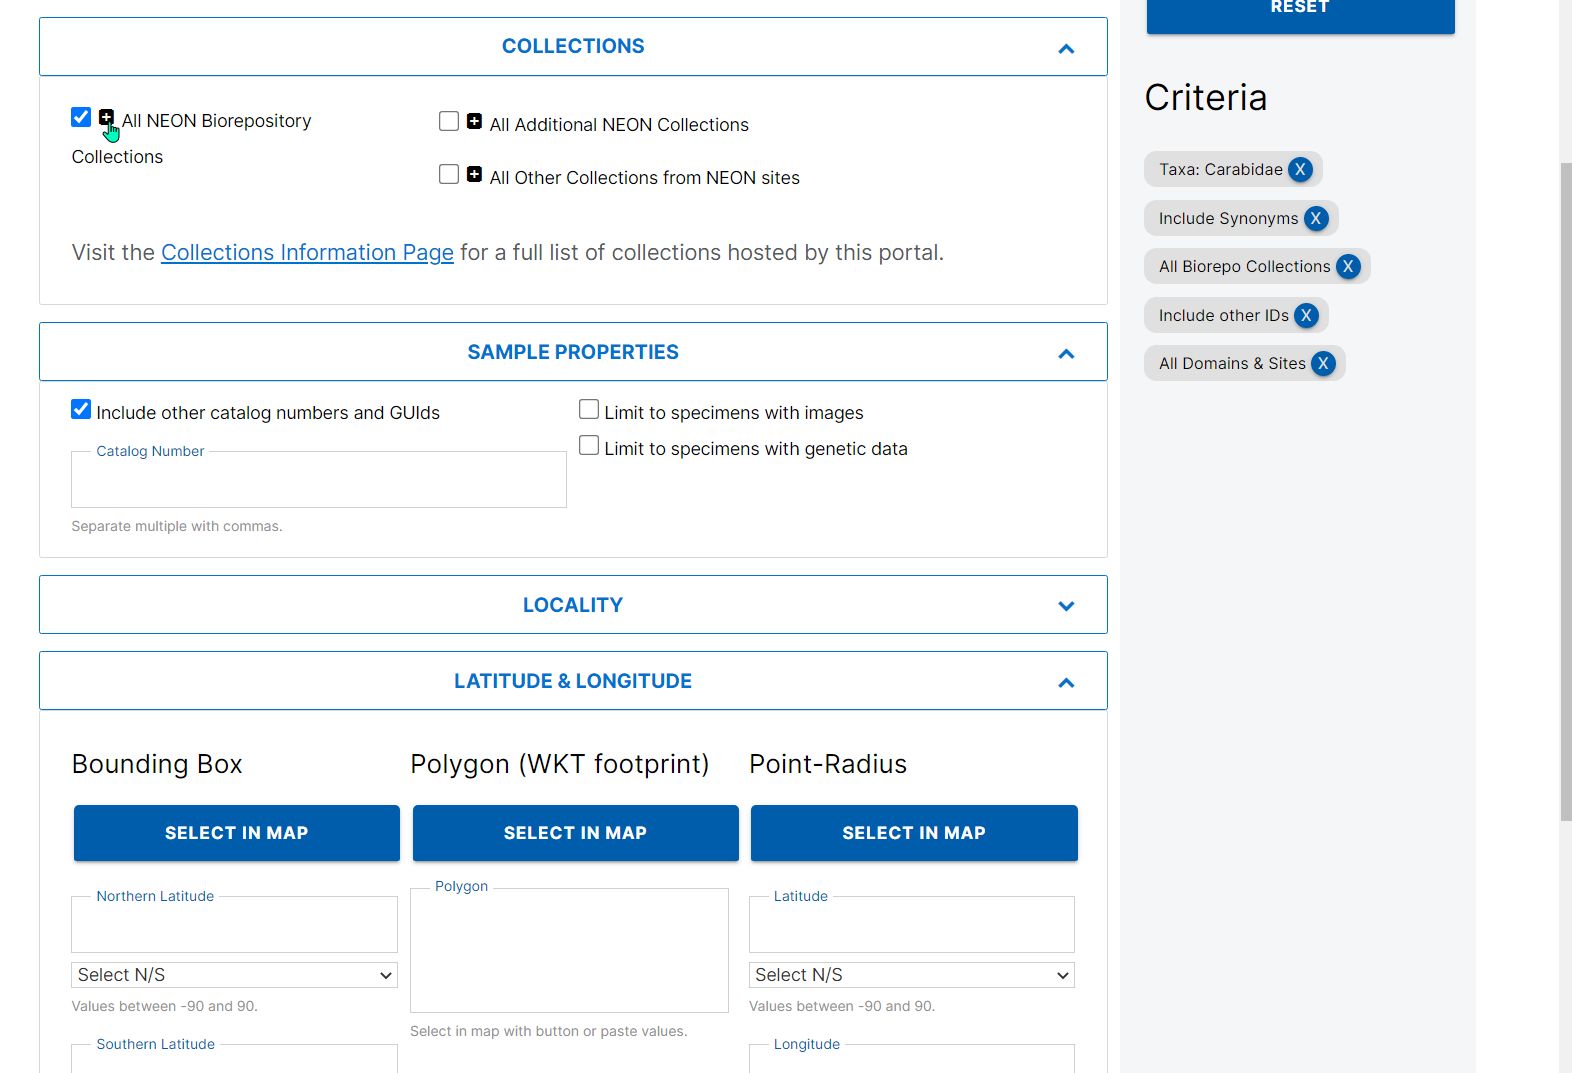 RESET
COLLECTIONS
All NEON Biorepository
Collections
All Additional NEON Collections
All Other Collections from NEON sites
Visit the Collections Information Page for a full list of collections hosted by this portal.
SAMPLE PROPERTIES
Include other catalog numbers and GUIds
Catalog Number
Separate multiple with commas.
Limit to specimens with images
Limit to specimens with genetic data
LOCALITY
LATITUDE & LONGITUDE
Bounding Box
SELECT IN MAP
Northern Latitude
Select N/S
Values between -90 and 90.
Southern Latitude
Polygon (WKT footprint)
SELECT IN MAP
Polygon
Select in map with button or paste values.
Point-Radius
SELECT IN MAP
Latitude
Select N/S
Values between -90 and 90.
Longitude
Criteria
Taxa: Carabidae X
Include Synonyms X
All Biorepo Collections X
Include other IDs X
All Domains & Sites X